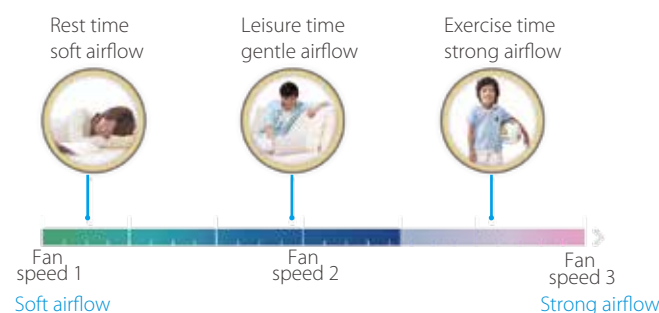 Rest time
soft airflow
Leisure time
gentle airflow
Exercise time
strong airflow
Fan
speed 1
Fan
speed 2
Fan
speed 3
Soft airflow
Strong airflow